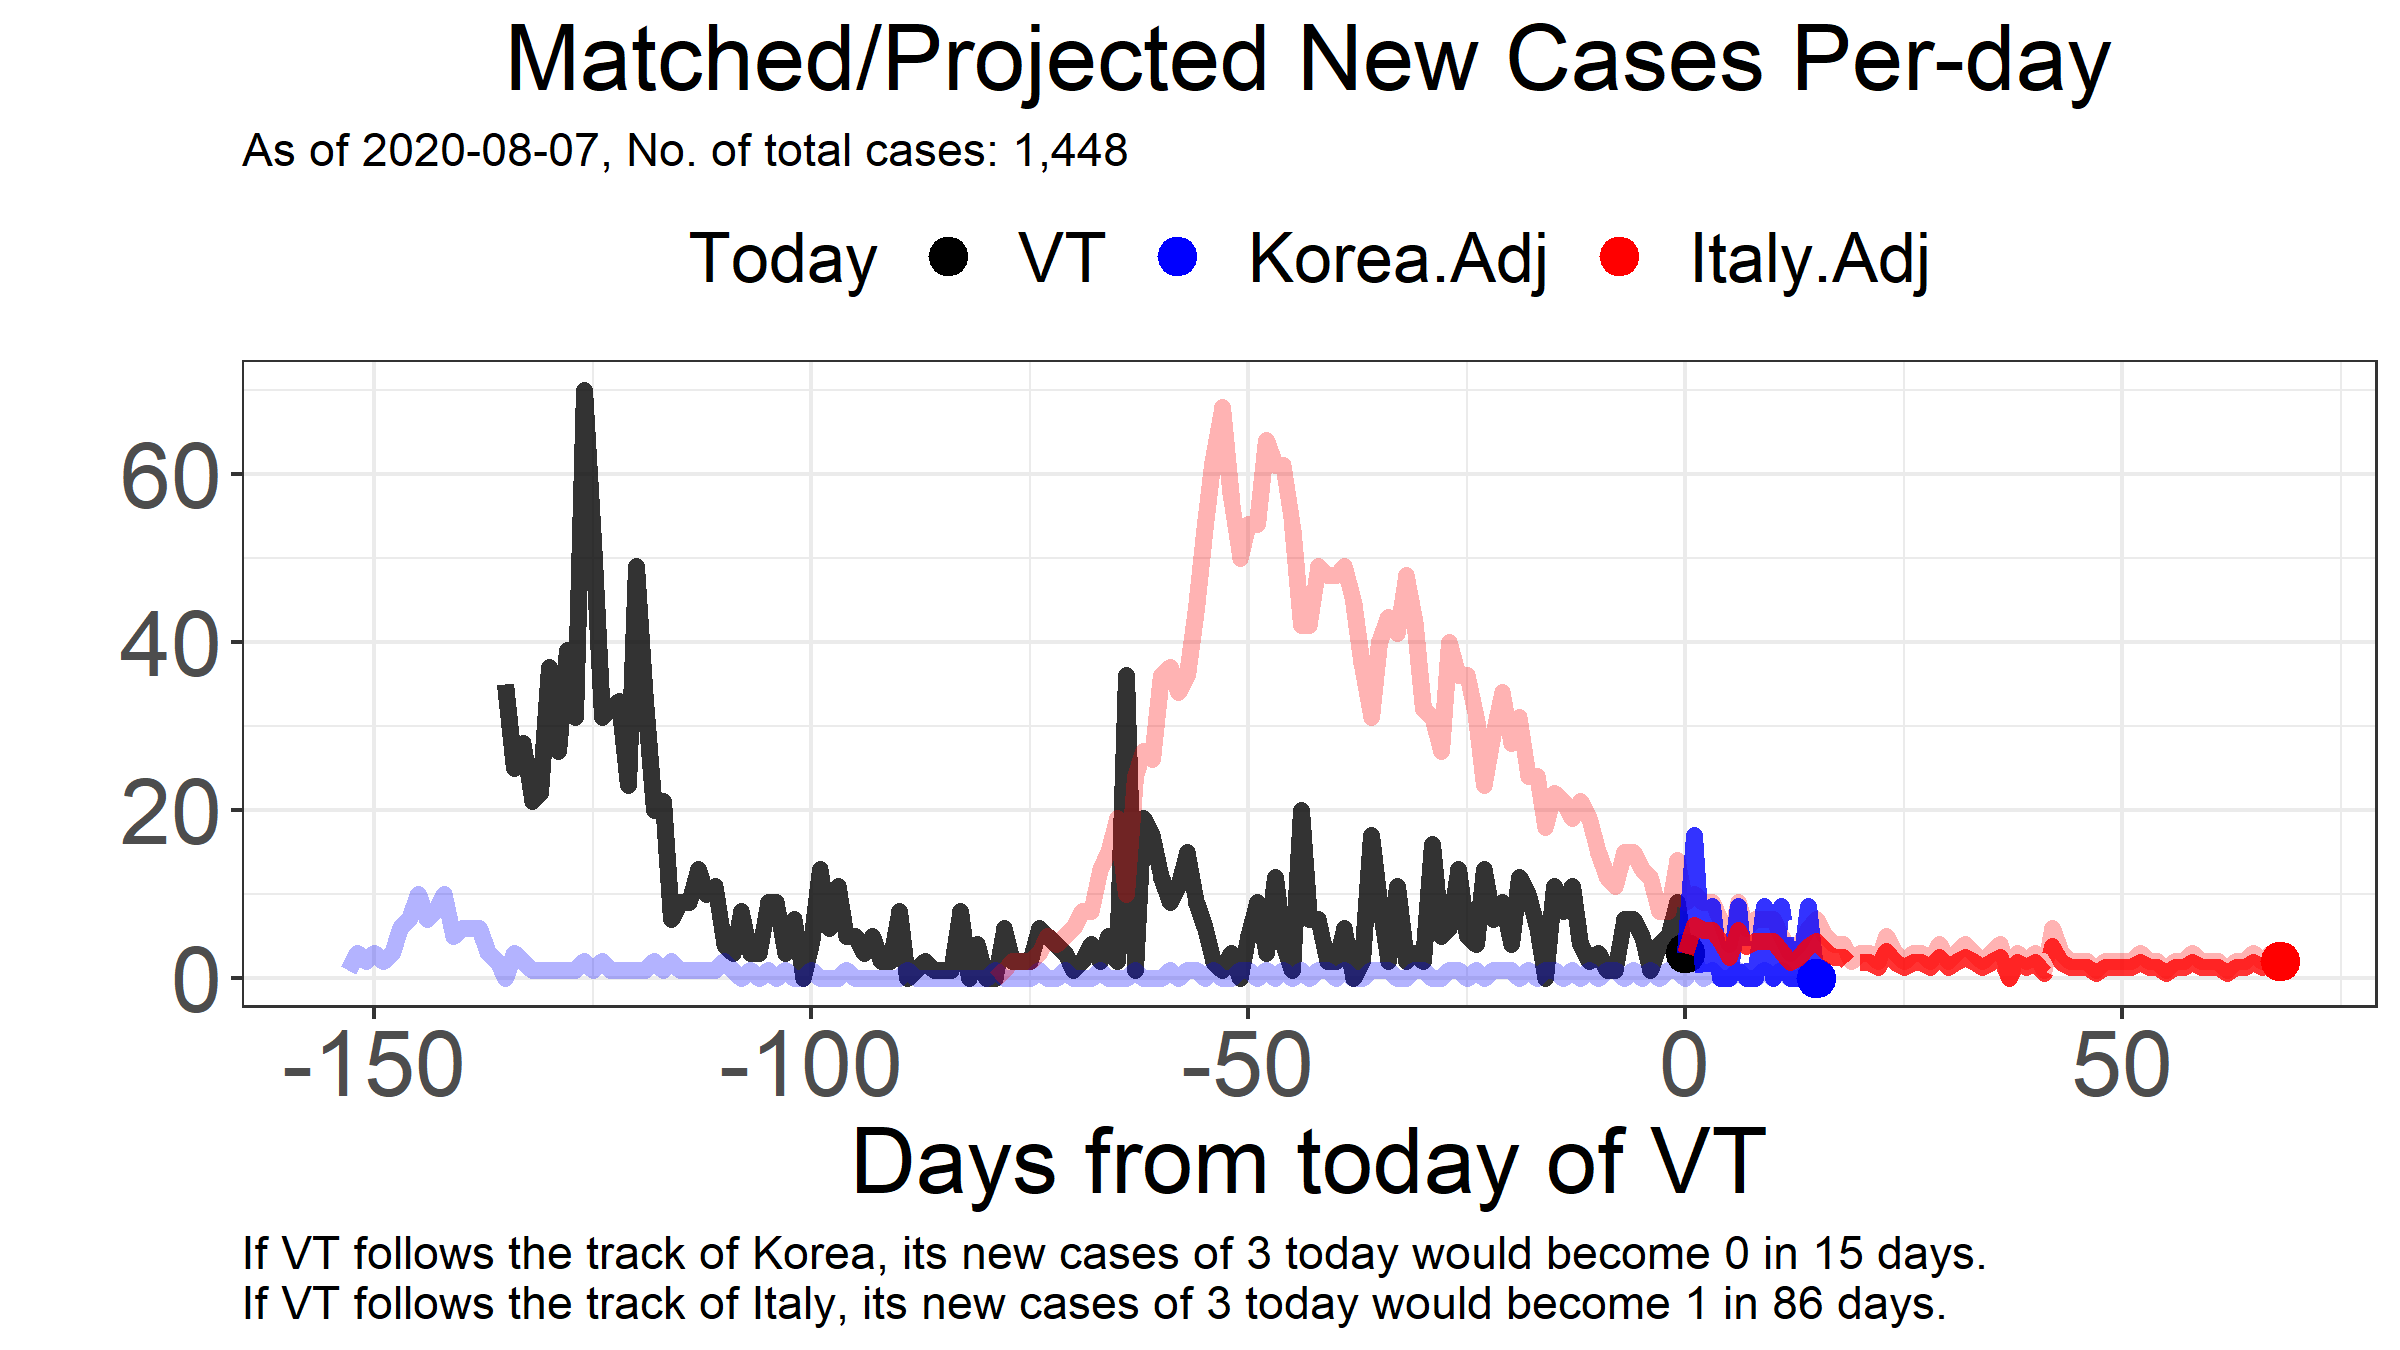 Matched/Projected New Cases Per-day
As of 2020-08-07, No. of total cases: 1,448
Today VT Korea.Adj Italy.Adj
60
40
20
0
-150 -100 -50 0 50
Days from today of VT
If VT follows the track of Korea, its new cases of 3 today would become 0 in 15 days.
If VT follows the track of Italy, its new cases of 3 today would become 1 in 86 days.